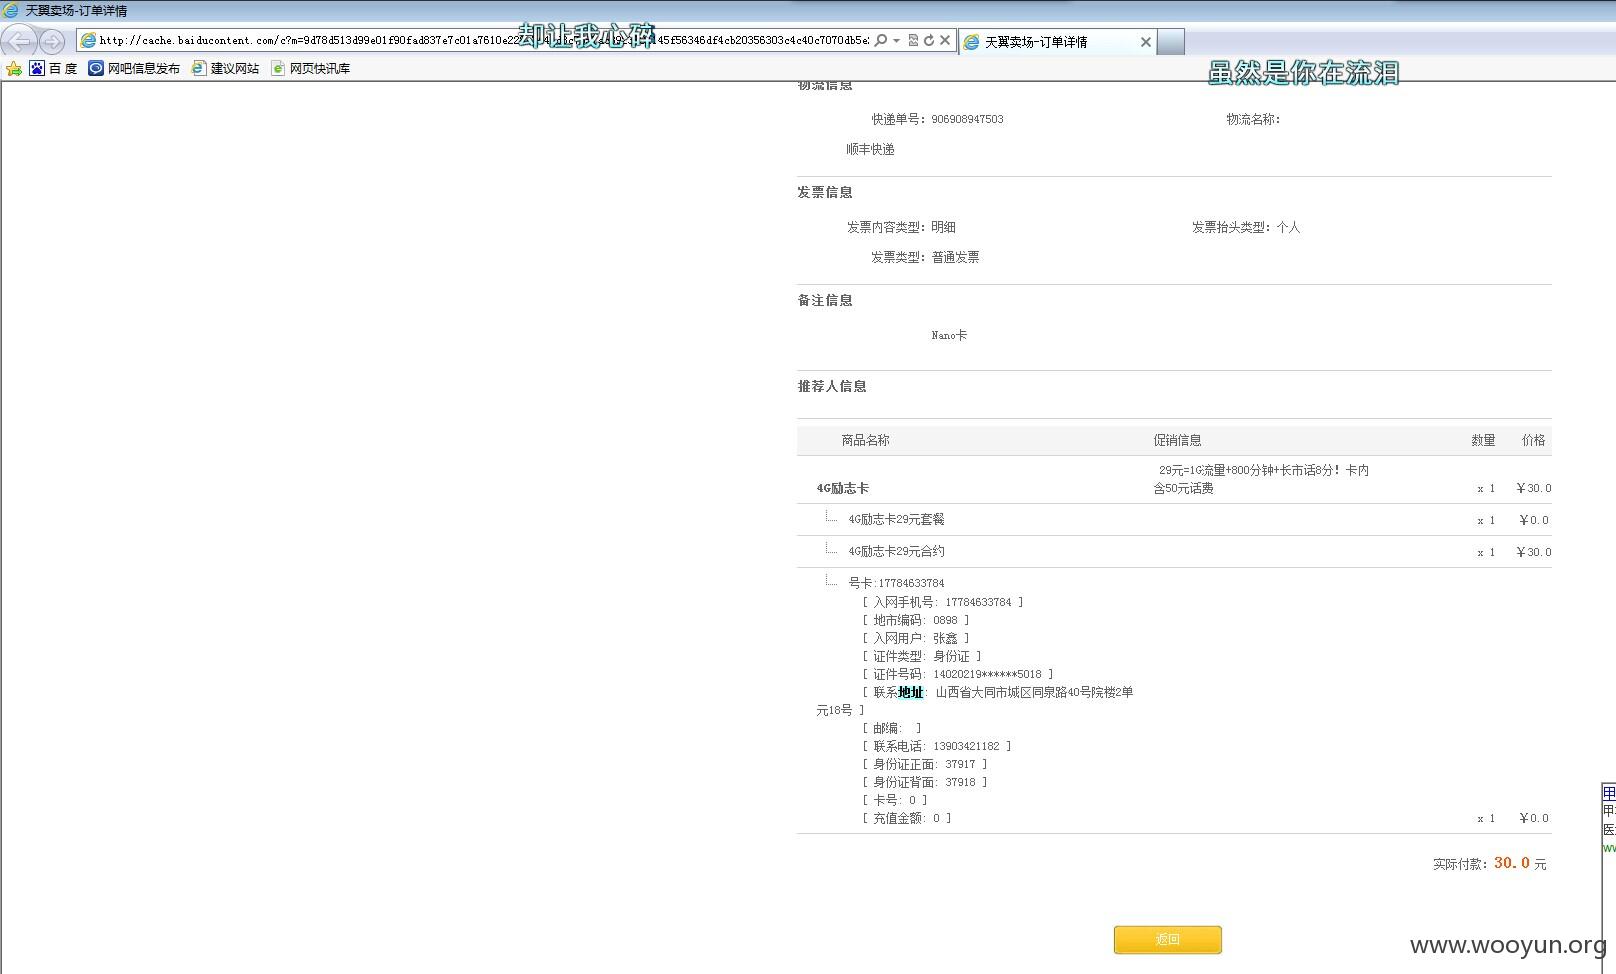 天翼卖场-订单详情
却让我心碎
天翼卖场-订单详情
百 度
网吧信息发布
建议网站
网页快讯库
虽然是你在流泪
物流信息
快递单号：906908947503
物流名称：
顺丰快递
发票信息
发票内容类型：明细
发票抬头类型：个人
发票类型：普通发票
备注信息
Nano卡
推荐人信息
商品名称 促销信息 数量 价格
29元=1G流量+800分钟+长市话8分！卡内
4G励志卡 含50元话费 x 1 ￥30.0
4G励志卡29元套餐 x 1 ￥0.0
4G励志卡29元合约 x 1 ￥30.0
号卡:17784633784
[ 入网手机号：17784633784 ]
[ 地市编码：0898 ]
[ 入网用户：张鑫 ]
[ 证件类型：身份证 ]
[ 证件号码：14020219******5018 ]
[ 联系地址：山西省大同市城区同泉路40号院楼2单
元18号 ]
[ 邮编： ]
[ 联系电话：13903421182 ]
[ 身份证正面：37917 ]
[ 身份证背面：37918 ]
[ 卡号：0 ]
[ 充值金额：0 ] x 1 ￥0.0
实际付款：30.0 元
返回
www.wooyun.org